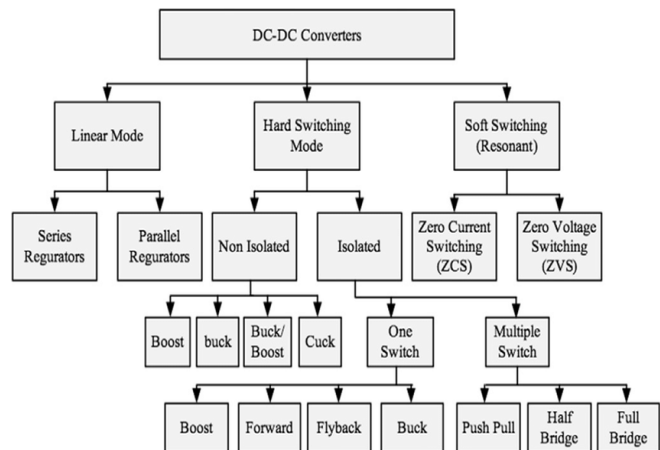 DC-DC Converters
Linear Mode
Hard Switching
Mode
Soft Switching
(Resonant)
Series
Regurators
Parallel
Regurators
Non Isolated
Isolated
Zero Current
Switching
(ZCS)
Zero Voltage
Switching
(ZVS)
Boost
buck
Buck/
Boost
Cuck
One
Switch
Multiple
Switch
Boost
Forward
Flyback
Buck
Push Pull
Half
Bridge
Full
Bridge